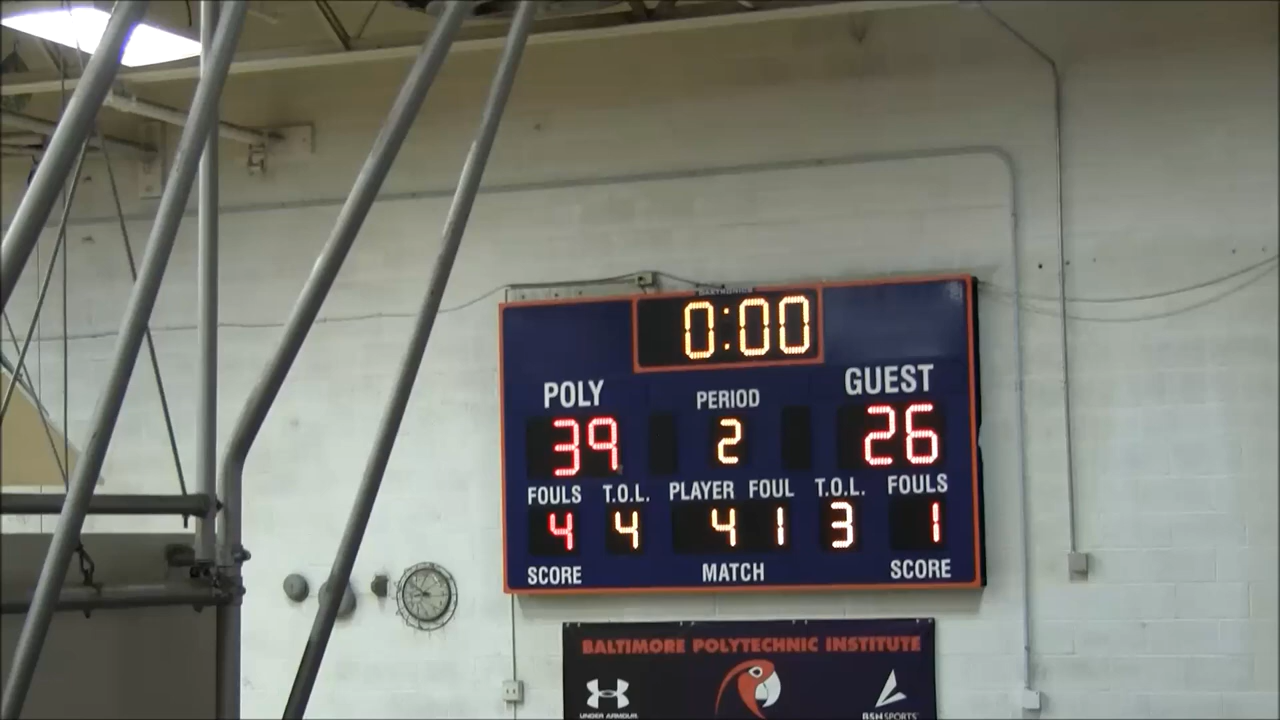 DAKTRONICS
0:00
POLY PERIOD GUEST
39 2 26
FOULS T.O.L. PLAYER FOUL T.O.L. FOULS
4 4 4 1 3 1
SCORE MATCH SCORE
BALTIMORE POLYTECHNIC INSTITUTE
UNDER ARMOUR BSN SPORTS